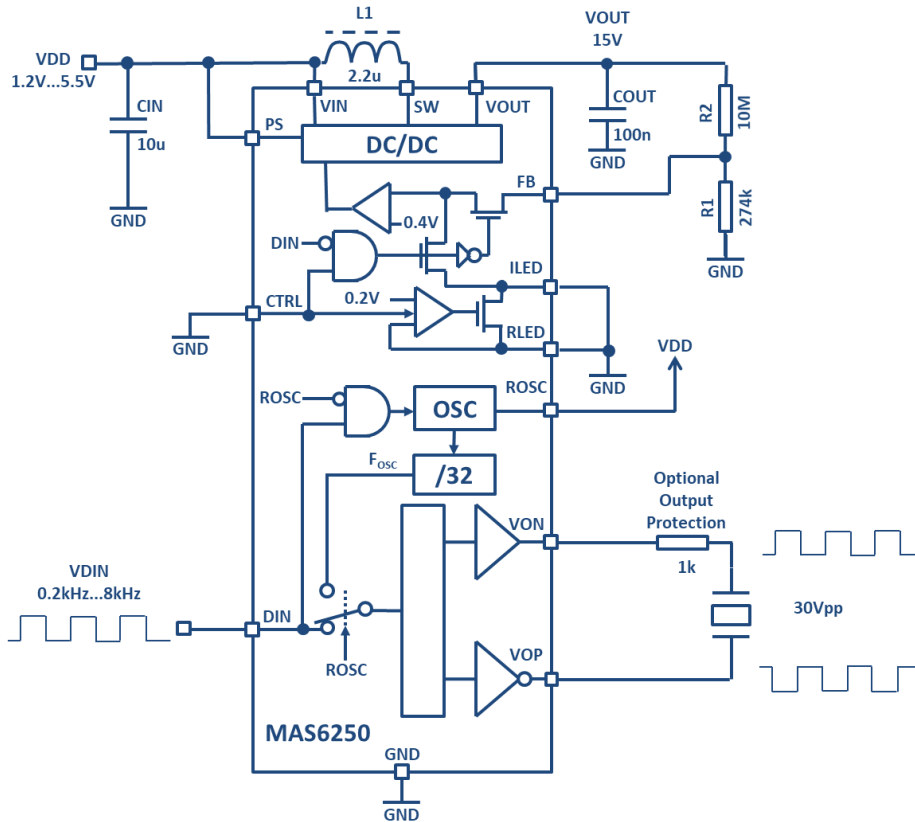 L1
VDD
1.2V...5.5V
2.2u
VOUT
15V
CIN
10u
GND
PS
VIN
SW
VOUT
DC/DC
COUT
100n
GND
R2
10M
R1
274k
GND
FB
0.4V
DIN
ILED
CTRL
0.2V
RLED
GND
GND
VDD
ROSC
ROSC
OSC
FOSC
/32
Optional
Output
Protection
1k
VON
VDIN
0.2kHz...8kHz
DIN
ROSC
30Vpp
VOP
MAS6250
GND
GND